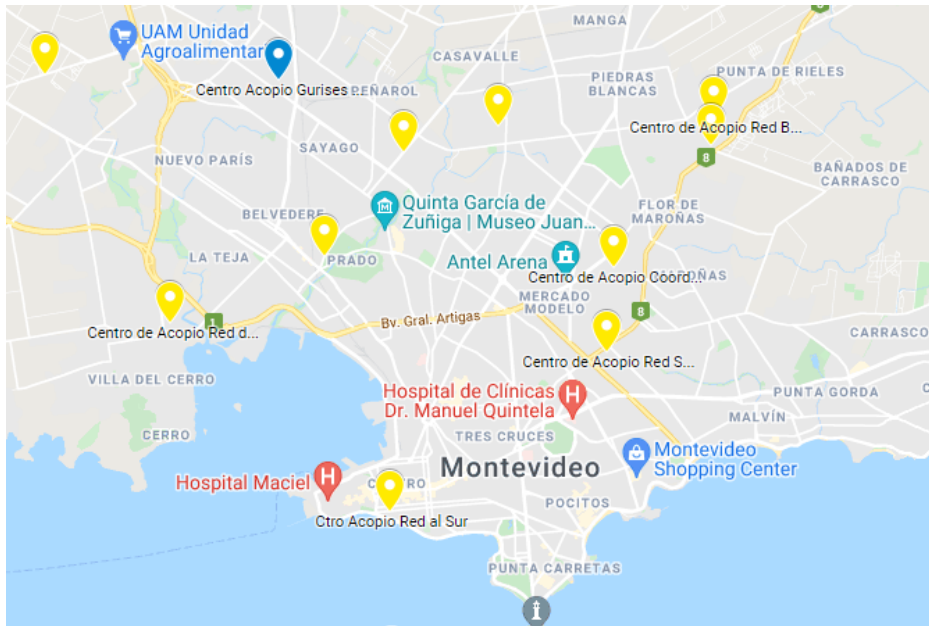 MANGA
UAM Unidad
Agroalimentar
CASAVALLE
PUNTA DE RIELES
PIEDRAS
BLANCAS
Centro Acopio Gurises ...
PEÑAROL
Centro de Acopio Red B...
SAYAGO
NUEVO PARÍS
8
BAÑADOS DE
CARRASCO
BELVEDERE
Quinta García de
Zuñiga | Museo Juan...
FLOR DE
MAROÑAS
LA TEJA
PRADO
Antel Arena
Centro de Acopio Coord...
MERCADO
MODELO
8
1
Bv. Gral. Artigas
Centro de Acopio Red d...
CARRASCO
Centro de Acopio Red S...
VILLA DEL CERRO
Hospital de Clínicas
Dr. Manuel Quintela
H
PUNTA GORDA
MALVÍN
CERRO
TRES CRUCES
Montevideo
Montevideo
Shopping Center
Hospital Maciel
H
POCITOS
Ctro Acopio Red al Sur
PUNTA CARRETAS